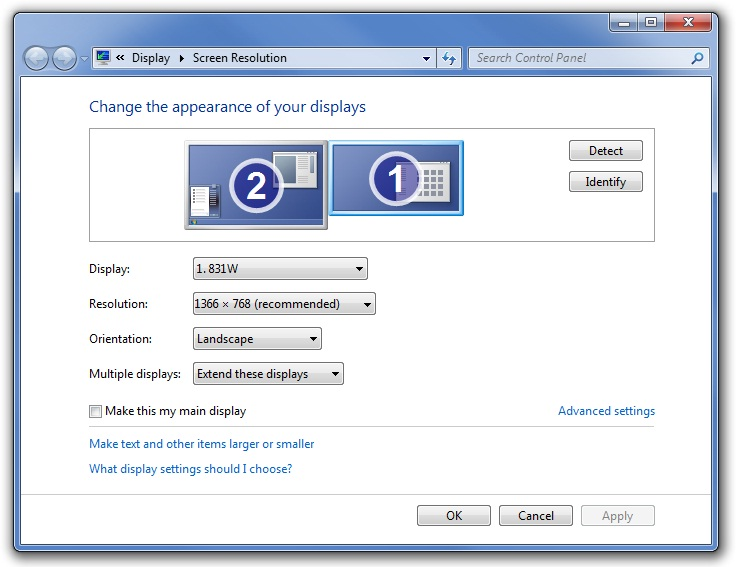 « Display ▸ Screen Resolution
Search Control Panel
Change the appearance of your displays
2
1
Detect
Identify
Display: 1. 831W
Resolution: 1366 × 768 (recommended)
Orientation: Landscape
Multiple displays: Extend these displays
Make this my main display
Advanced settings
Make text and other items larger or smaller
What display settings should I choose?
OK Cancel Apply